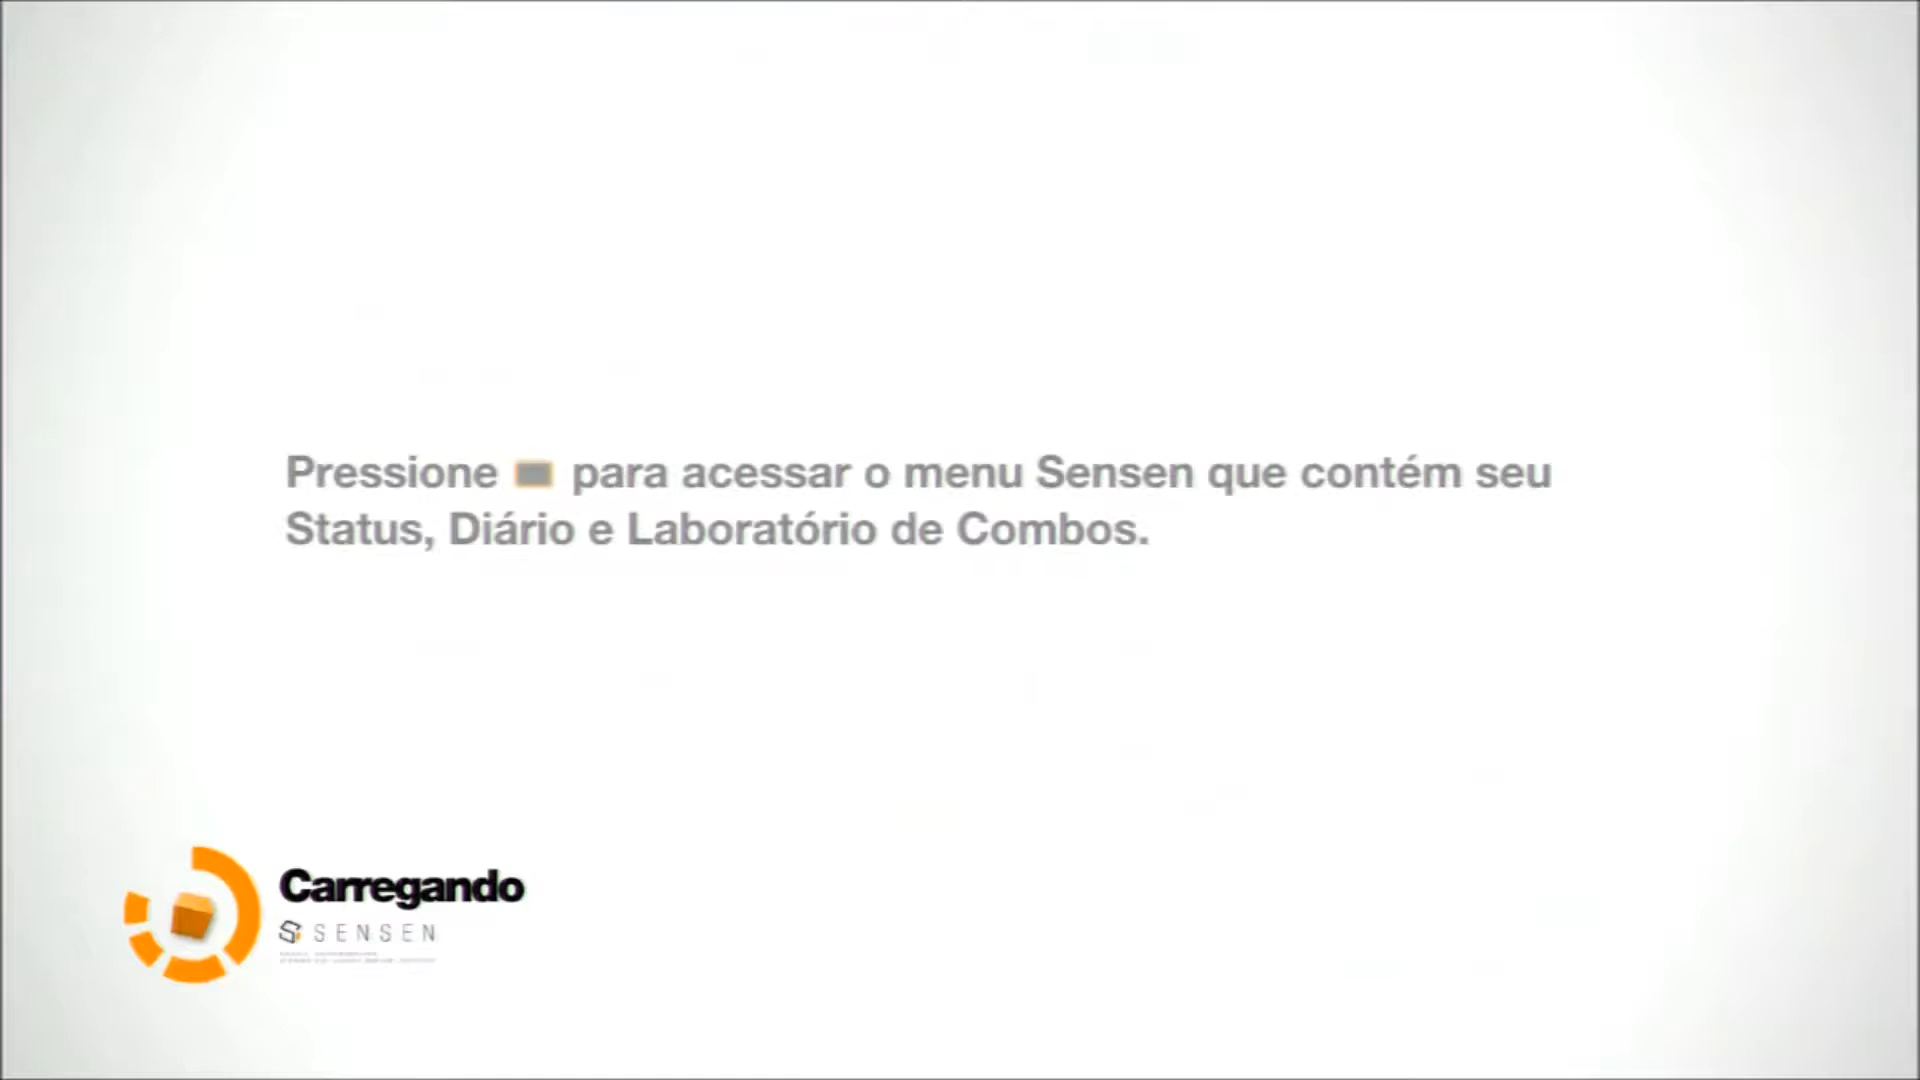 Pressione para acessar o menu Sensen que contém seu
Status, Diário e Laboratório de Combos.
Carregando
SENSEN